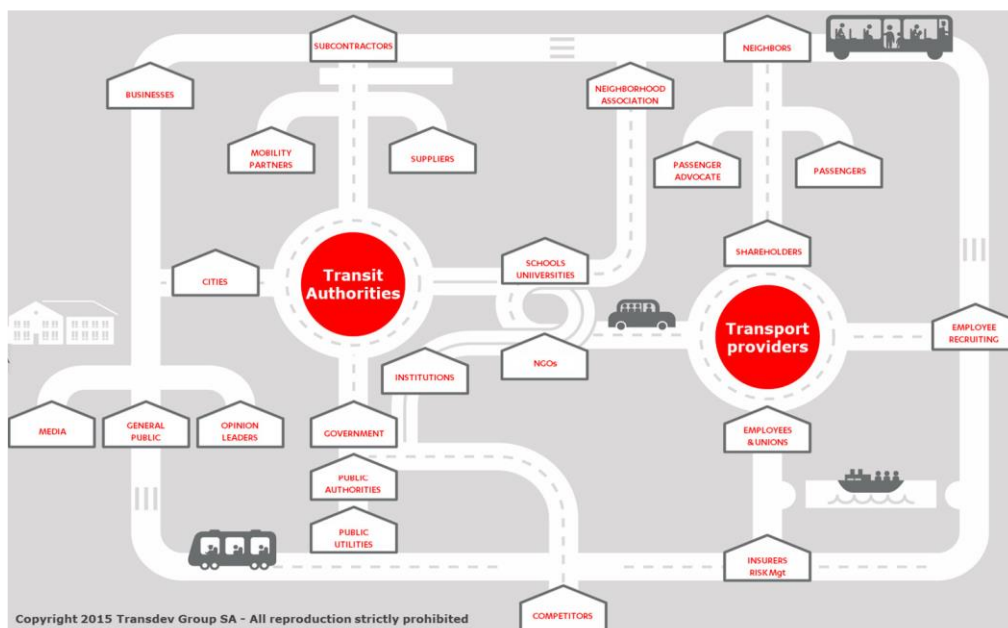 SUBCONTRACTORS
NEIGHBORS
BUSINESSES
NEIGHBORHOOD
ASSOCIATION
MOBILITY
PARTNERS
SUPPLIERS
PASSENGER
ADVOCATE
PASSENGERS
Transit
Authorities
CITIES
SCHOOLS
UNIIVERSITIES
SHAREHOLDERS
Transport
providers
EMPLOYEE
RECRUITING
INSTITUTIONS
NGOs
MEDIA
GENERAL
PUBLIC
OPINION
LEADERS
GOVERNMENT
EMPLOYEES
& UNIONS
PUBLIC
AUTHORITIES
PUBLIC
UTILITIES
INSURERS
RISK Mgt
COMPETITORS
Copyright 2015 Transdev Group SA - All reproduction strictly prohibited